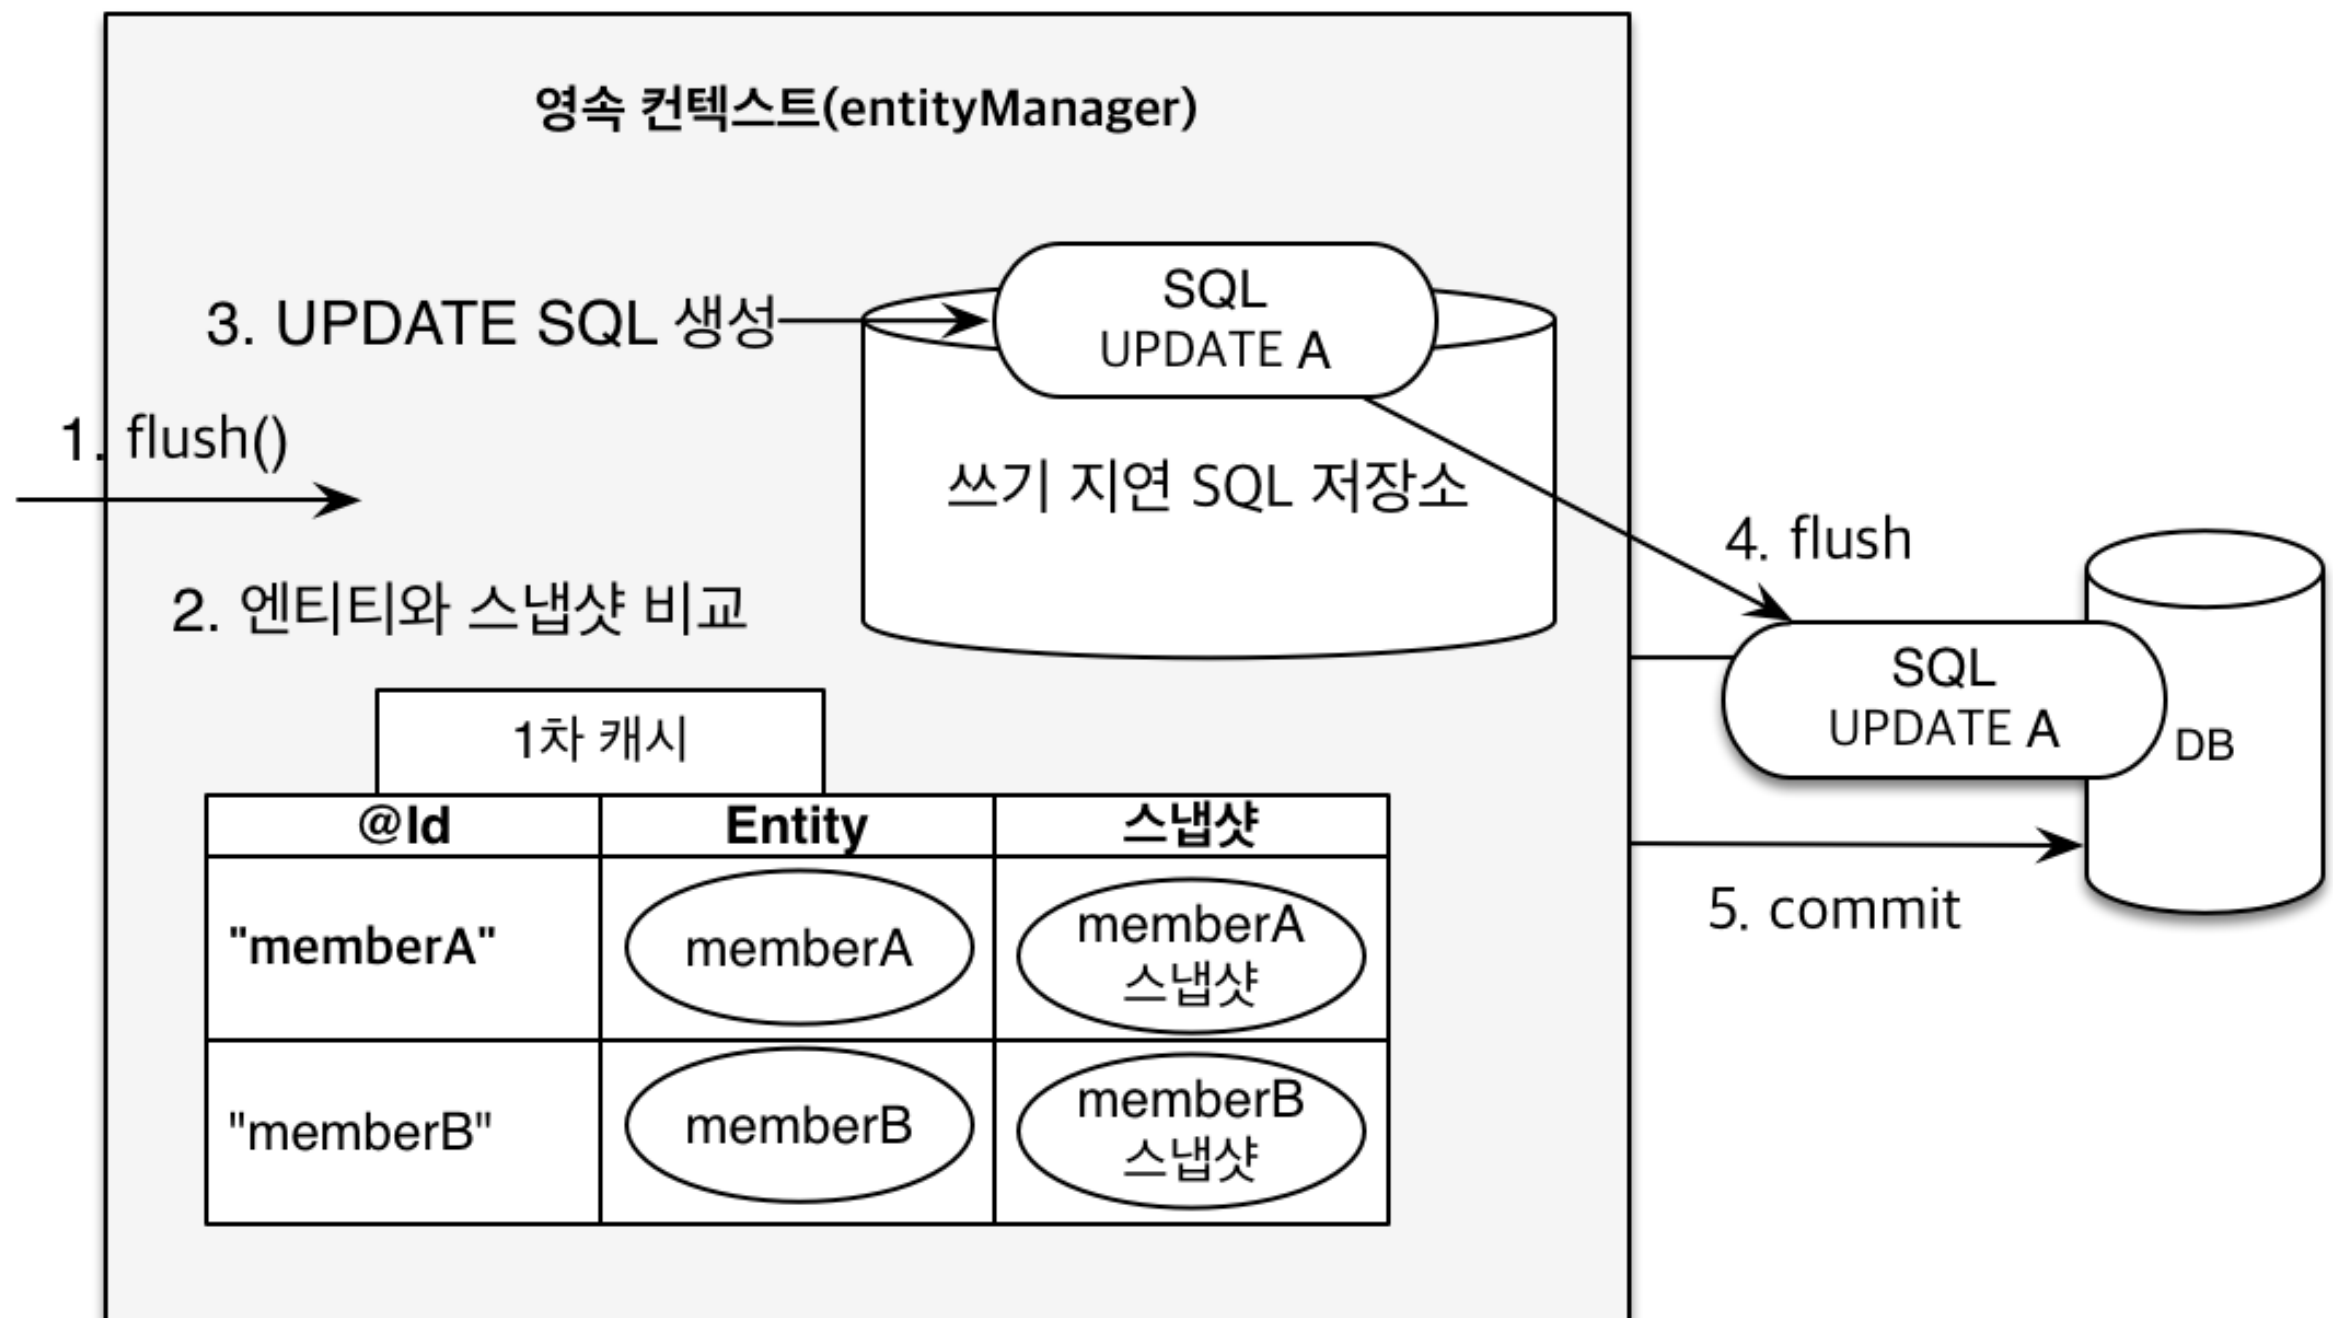 영속 컨텍스트(entityManager)
3. UPDATE SQL 생성
SQL
UPDATE A
1. flush()
쓰기 지연 SQL 저장소
4. flush
2. 엔티티와 스냅샷 비교
SQL
UPDATE A
DB
1차 캐시
@Id Entity 스냅샷
5. commit
"memberA" memberA memberA
스냅샷
"memberB" memberB memberB
스냅샷